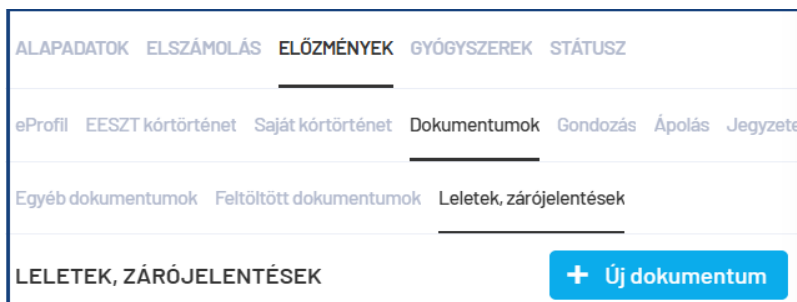 ALAPADATOK ELSZÁMOLÁS ELŐZMÉNYEK GYÓGYSZEREK STÁTUSZ
eProfil EESZT kórtörténet Saját kórtörténet Dokumentumok Gondozás Ápolás Jegyzete
Egyéb dokumentumok Feltöltött dokumentumok Leletek, zárójelentések
LELETEK, ZÁRÓJELENTÉSEK + Új dokumentum